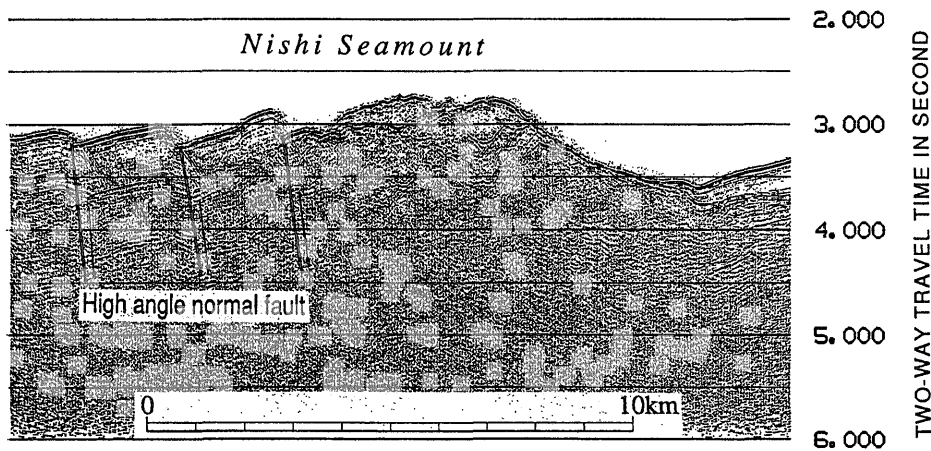 2.000
Nishi Seamount
3.000
4.000
High angle normal fault
5.000
0 10km
6.000
TWO-WAY TRAVEL TIME IN SECOND